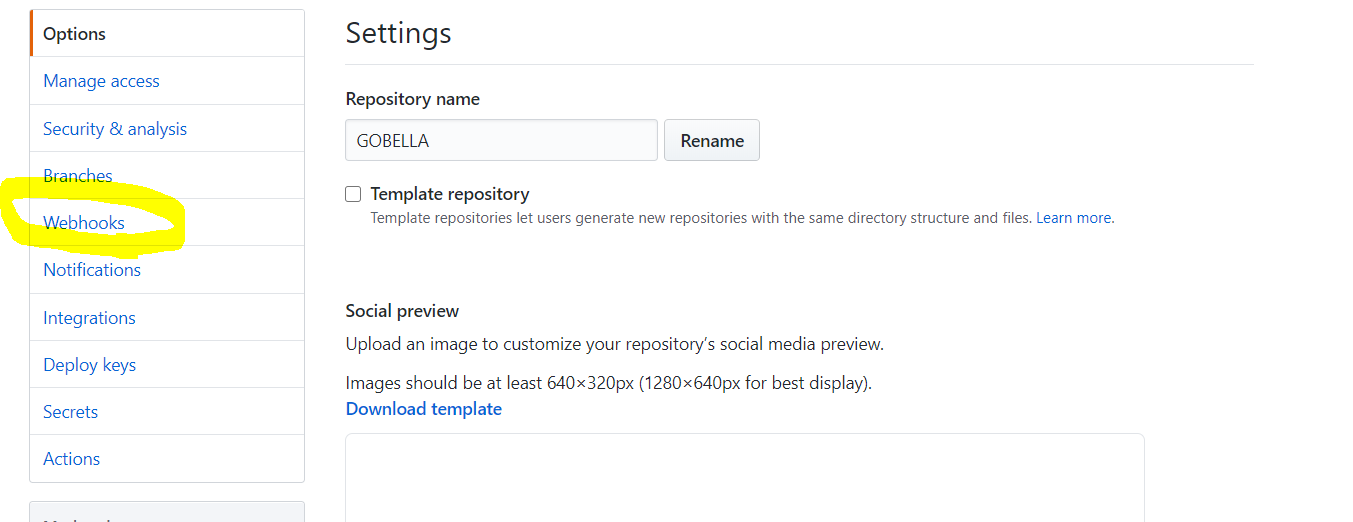 Options
Manage access
Security & analysis
Branches
Webhooks
Notifications
Integrations
Deploy keys
Secrets
Actions
Settings
Repository name
GOBELLA
Rename
Template repository
Template repositories let users generate new repositories with the same directory structure and files. Learn more.
Social preview
Upload an image to customize your repository’s social media preview.
Images should be at least 640×320px (1280×640px for best display).
Download template